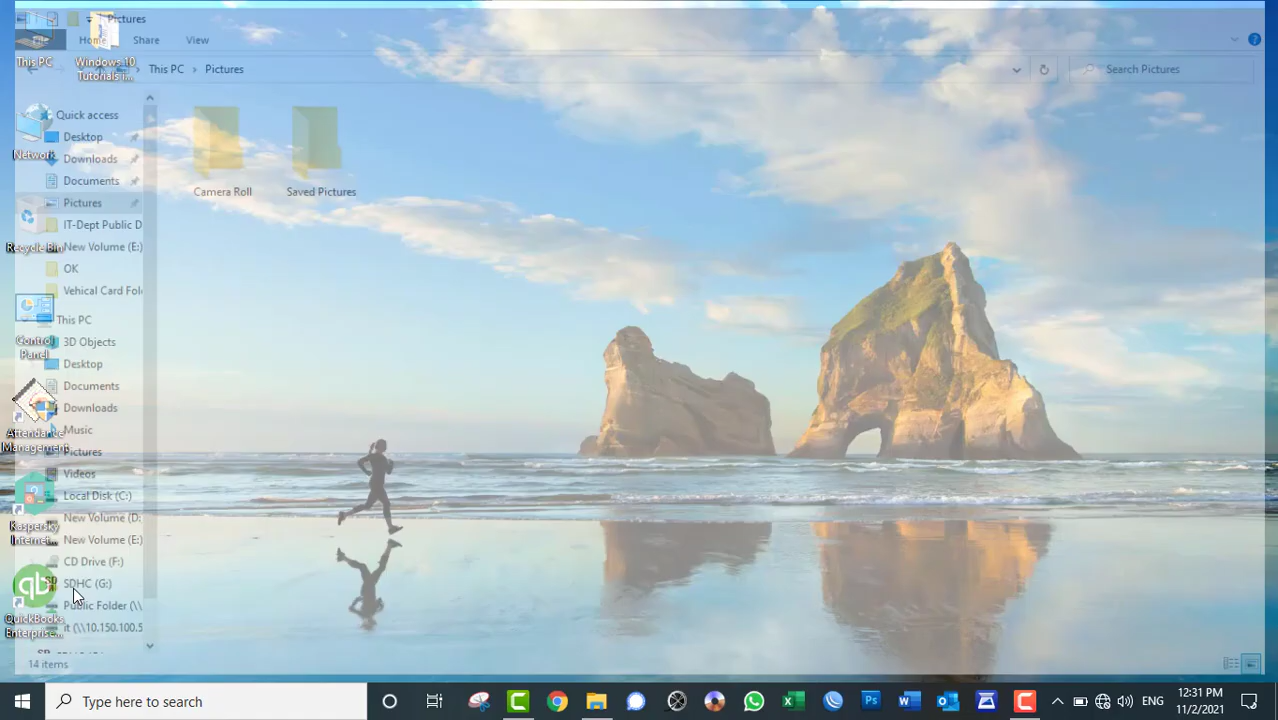 Pictures
File
Home
Share
View
This PC
Windows 10
Tutorials i...
This PC
Pictures
Search Pictures
Quick access
Desktop
Downloads
Documents
Pictures
IT-Dept Public D
New Volume (E:)
OK
Vehical Card Fol
This PC
3D Objects
Desktop
Documents
Downloads
Music
Pictures
Videos
Local Disk (C:)
New Volume (D:
New Volume (E:)
CD Drive (F:)
SDHC (G:)
Public Folder (\\
it (\\10.150.100.5
14 items
Camera Roll
Saved Pictures
Network
Recycle Bin
Control
Panel
Attendance
Management
Kaspersky
Internet...
QuickBooks
Enterprise...
Type here to search
ENG
12:31 PM
11/2/2021